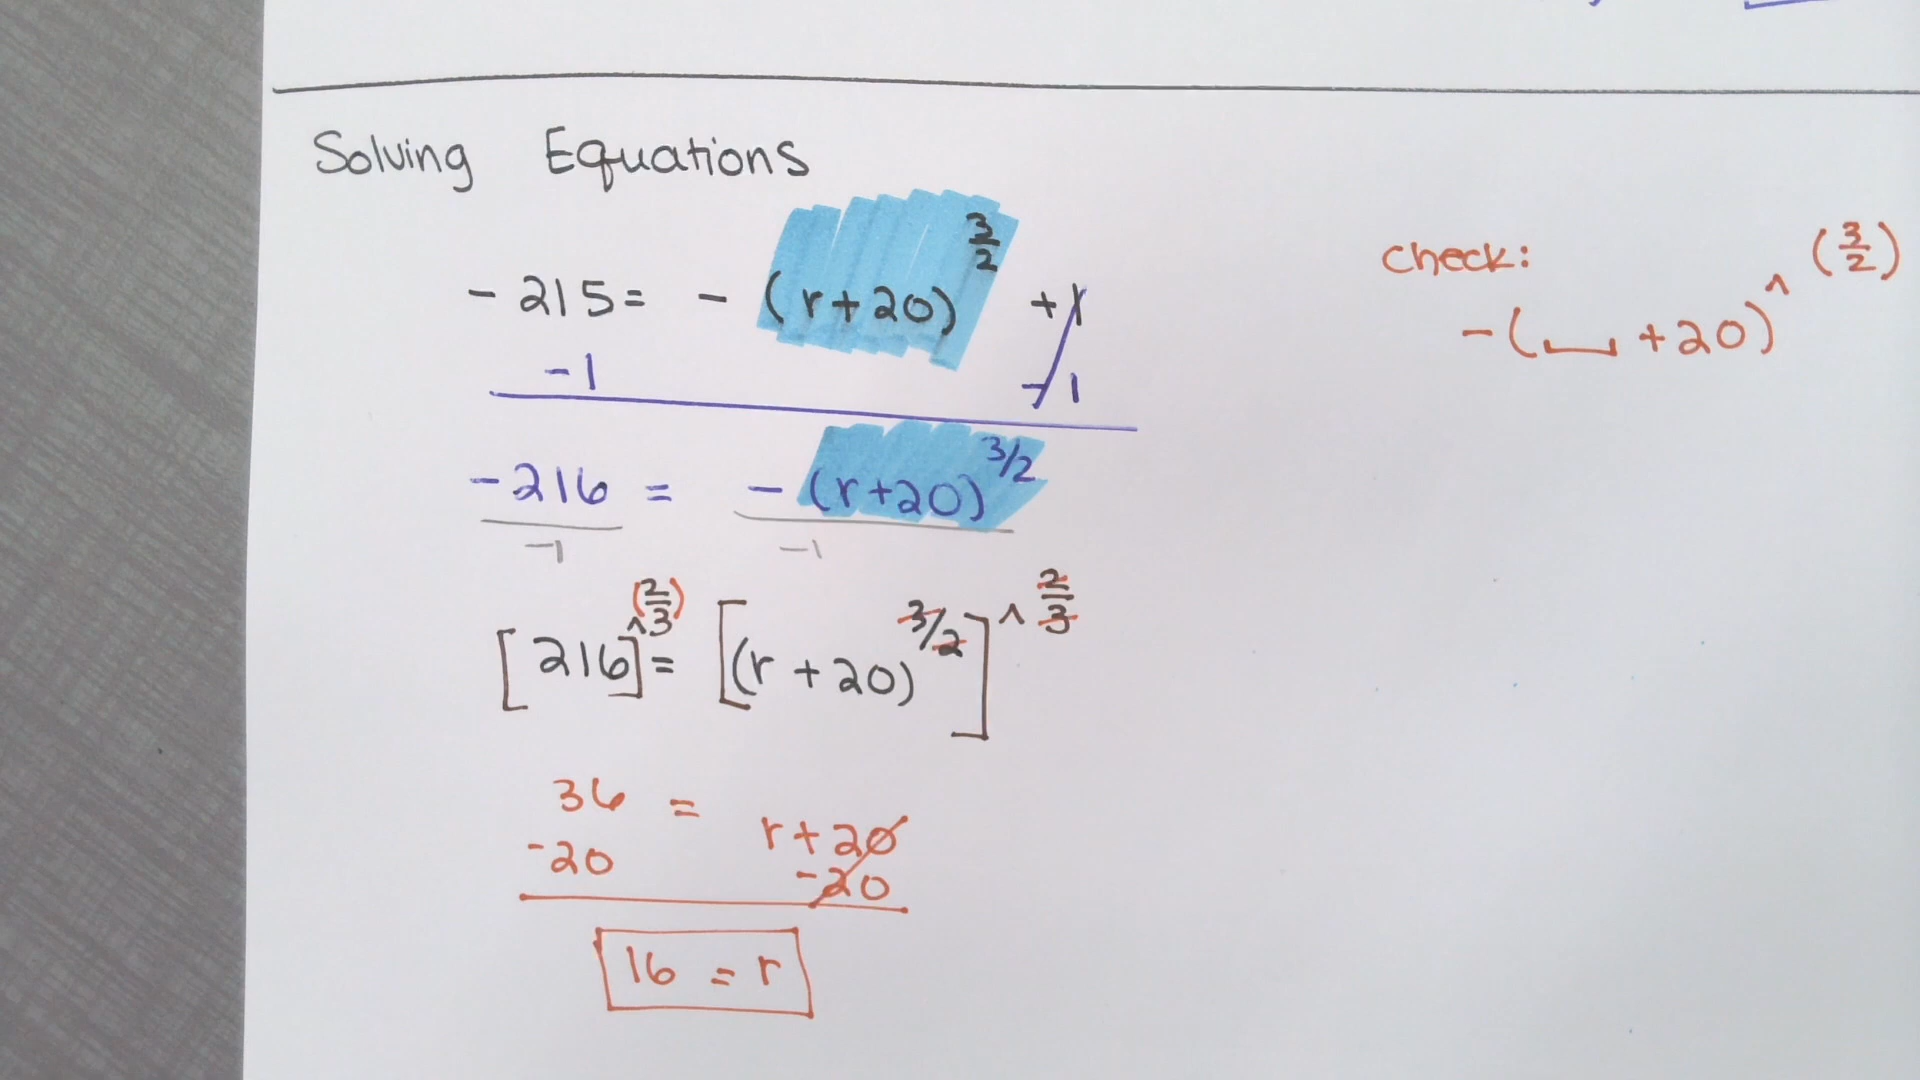 Solving Equations
-215 = -(r+20)^3/2 +1
-1 -1
-216 = -(r+20)^3/2
-1 -1
[216]^(2/3) = [(r+20)^3/2]^2/3
36 = r+20
-20 -20
16 = r
Check:
-(⎵+20)^(3/2)